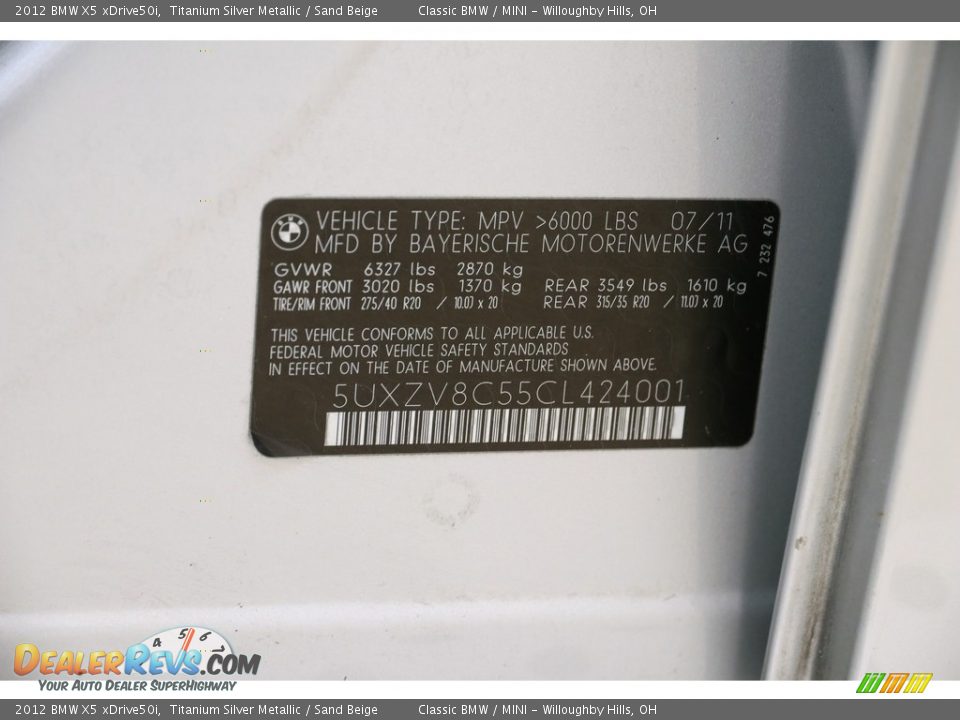 2012 BMW X5 xDrive50i, Titanium Silver Metallic / Sand Beige Classic BMW / MINI - Willoughby Hills, OH
VEHICLE TYPE: MPV >6000 LBS 07/11
MFD BY BAYERISCHE MOTORENWERKE AG
7 232 476
GVWR 6327 lbs 2870 kg
GAWR FRONT 3020 lbs 1370 kg REAR 3549 lbs 1610 kg
TIRE/RIM FRONT 275/40 R20 / 10.0J x 20 REAR 315/35 R20 / 11.0J x 20
THIS VEHICLE CONFORMS TO ALL APPLICABLE U.S.
FEDERAL MOTOR VEHICLE SAFETY STANDARDS
IN EFFECT ON THE DATE OF MANUFACTURE SHOWN ABOVE.
5UXZV8C55CL424001
4 5 6 7
DEALERREVS.COM
YOUR AUTO DEALER SUPERHIGHWAY
2012 BMW X5 xDrive50i, Titanium Silver Metallic / Sand Beige Classic BMW / MINI - Willoughby Hills, OH